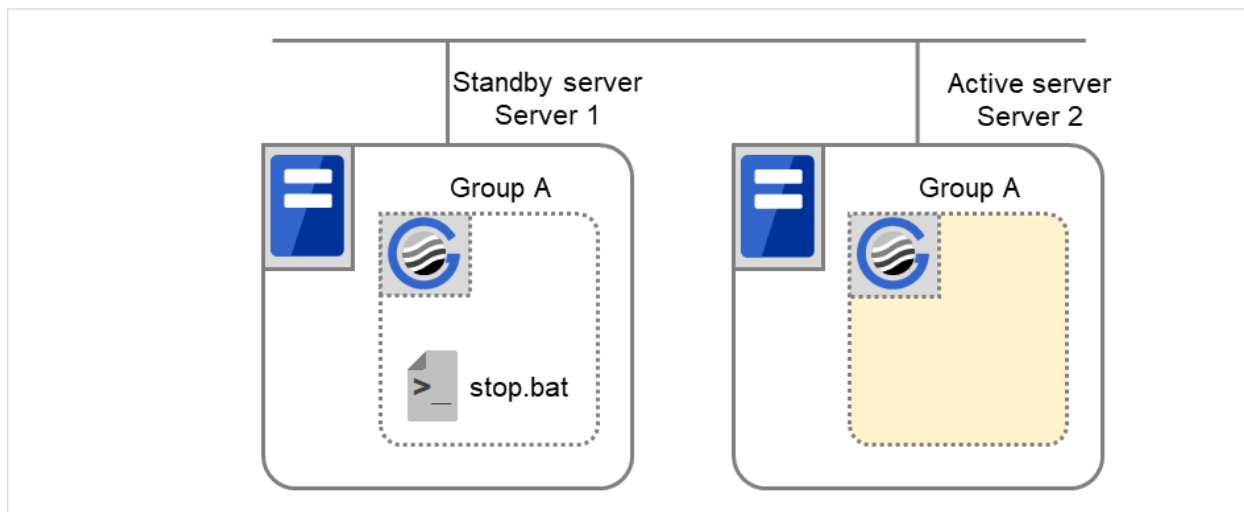 Standby server
Server 1
Active server
Server 2
Group A
Group A
>_
stop.bat